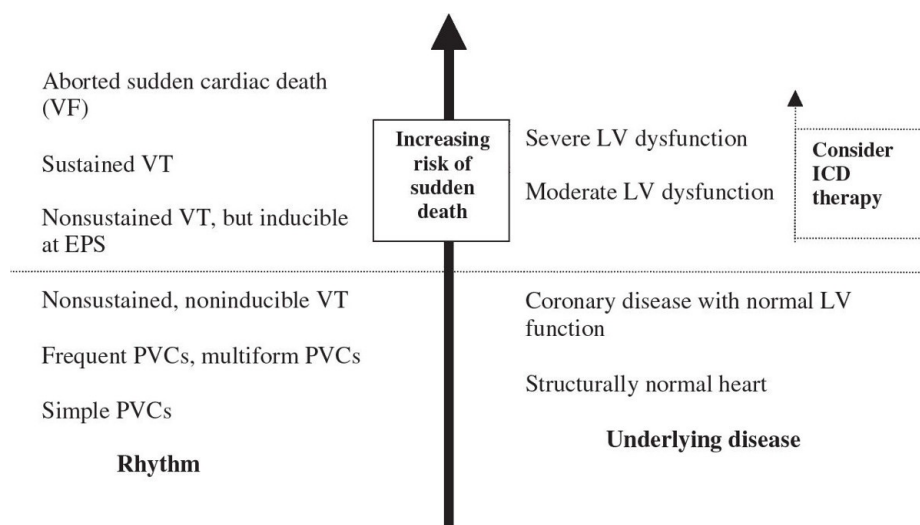 Aborted sudden cardiac death
(VF)
Sustained VT
Nonsustained VT, but inducible
at EPS
Nonsustained, noninducible VT
Frequent PVCs, multiform PVCs
Simple PVCs
Rhythm
Increasing
risk of
sudden
death
Severe LV dysfunction
Moderate LV dysfunction
Coronary disease with normal LV
function
Structurally normal heart
Underlying disease
Consider
ICD
therapy